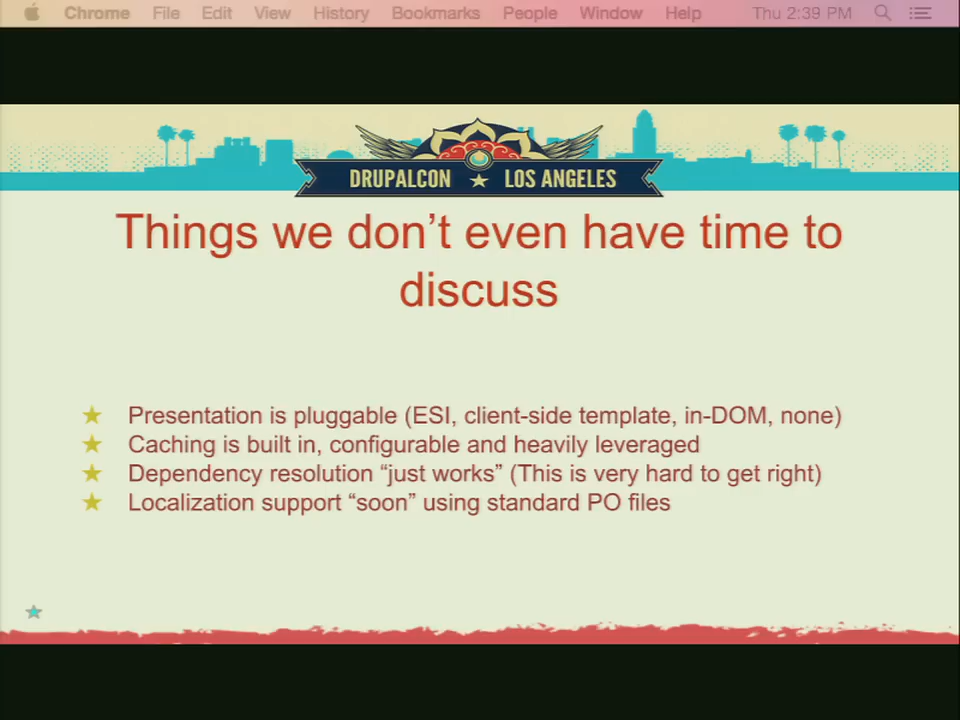 Chrome File Edit View History Bookmarks People Window Help Thu 2:39 PM
DRUPALCON ★ LOS ANGELES
Things we don’t even have time to
discuss
★ Presentation is pluggable (ESI, client-side template, in-DOM, none)
★ Caching is built in, configurable and heavily leveraged
★ Dependency resolution “just works” (This is very hard to get right)
★ Localization support “soon” using standard PO files